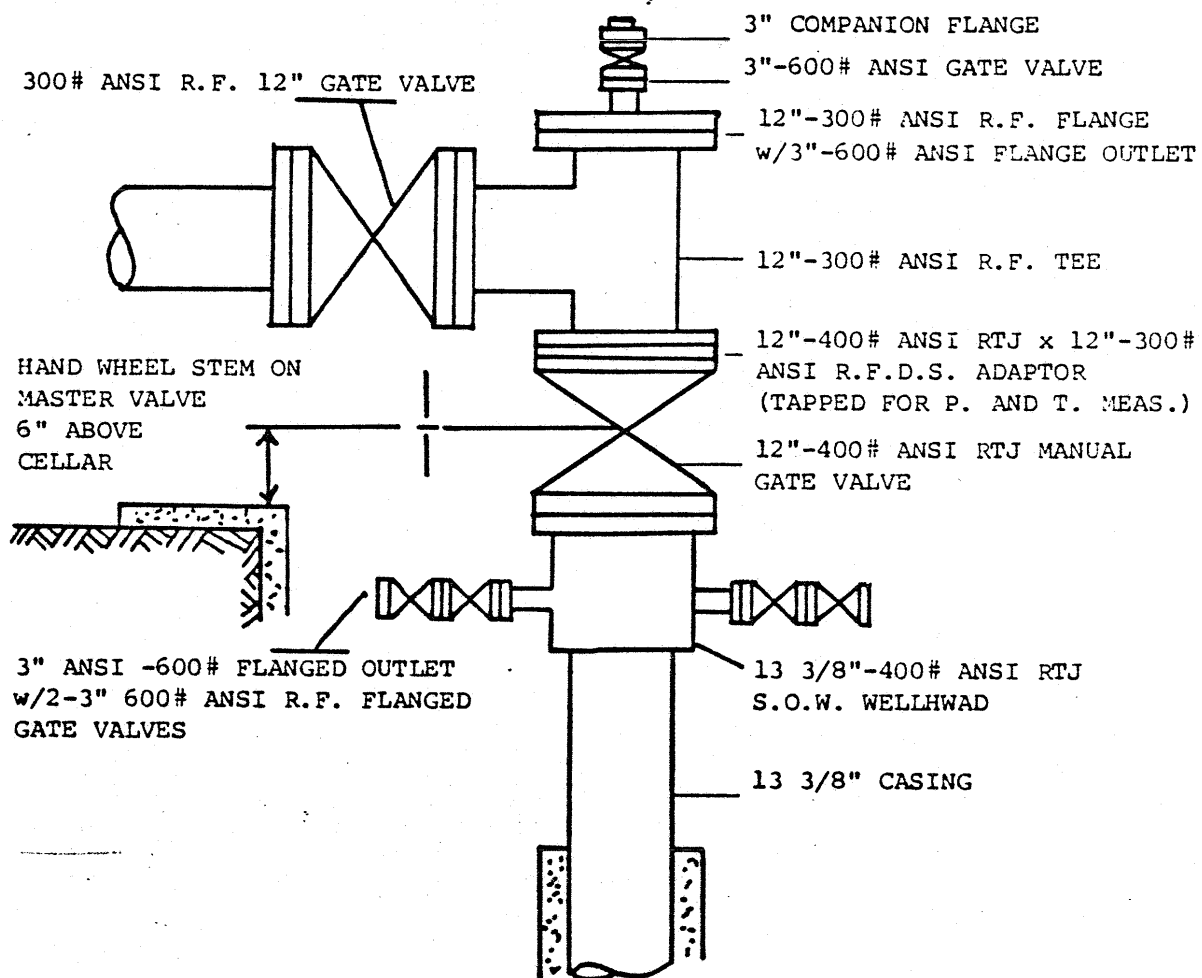 3" COMPANION FLANGE
300# ANSI R.F. 12" GATE VALVE
3"-600# ANSI GATE VALVE
12"-300# ANSI R.F. FLANGE
w/3"-600# ANSI FLANGE OUTLET
12"-300# ANSI R.F. TEE
12"-400# ANSI RTJ x 12"-300#
ANSI R.F.D.S. ADAPTOR
(TAPPED FOR P. AND T. MEAS.)
HAND WHEEL STEM ON
MASTER VALVE
6" ABOVE
CELLAR
12"-400# ANSI RTJ MANUAL
GATE VALVE
3" ANSI -600# FLANGED OUTLET
w/2-3" 600# ANSI R.F. FLANGED
GATE VALVES
13 3/8"-400# ANSI RTJ
S.O.W. WELLHWAD
13 3/8" CASING